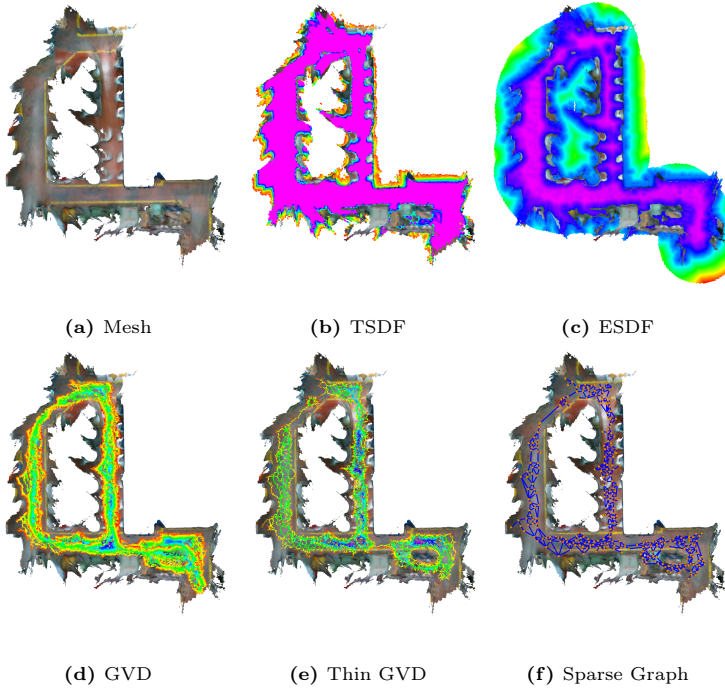 (a) Mesh
(b) TSDF
(c) ESDF
(d) GVD
(e) Thin GVD
(f) Sparse Graph